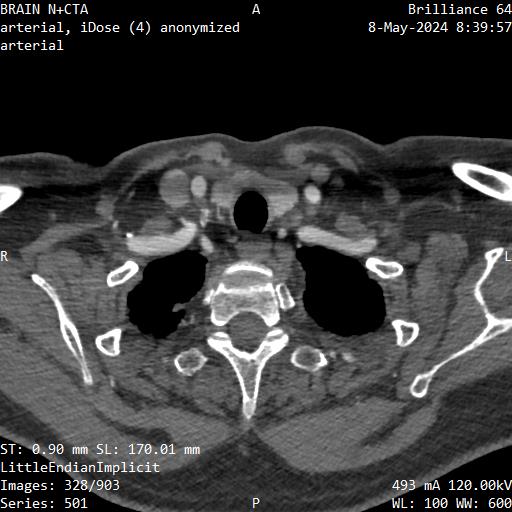 BRAIN N+CTA
A
Brilliance 64
arterial, iDose (4) anonymized
8-May-2024 8:39:57
arterial
R
L
ST: 0.90 mm SL: 170.01 mm
LittleEndianImplicit
Images: 328/903
493 mA 120.00kV
Series: 501
P
WL: 100 WW: 600